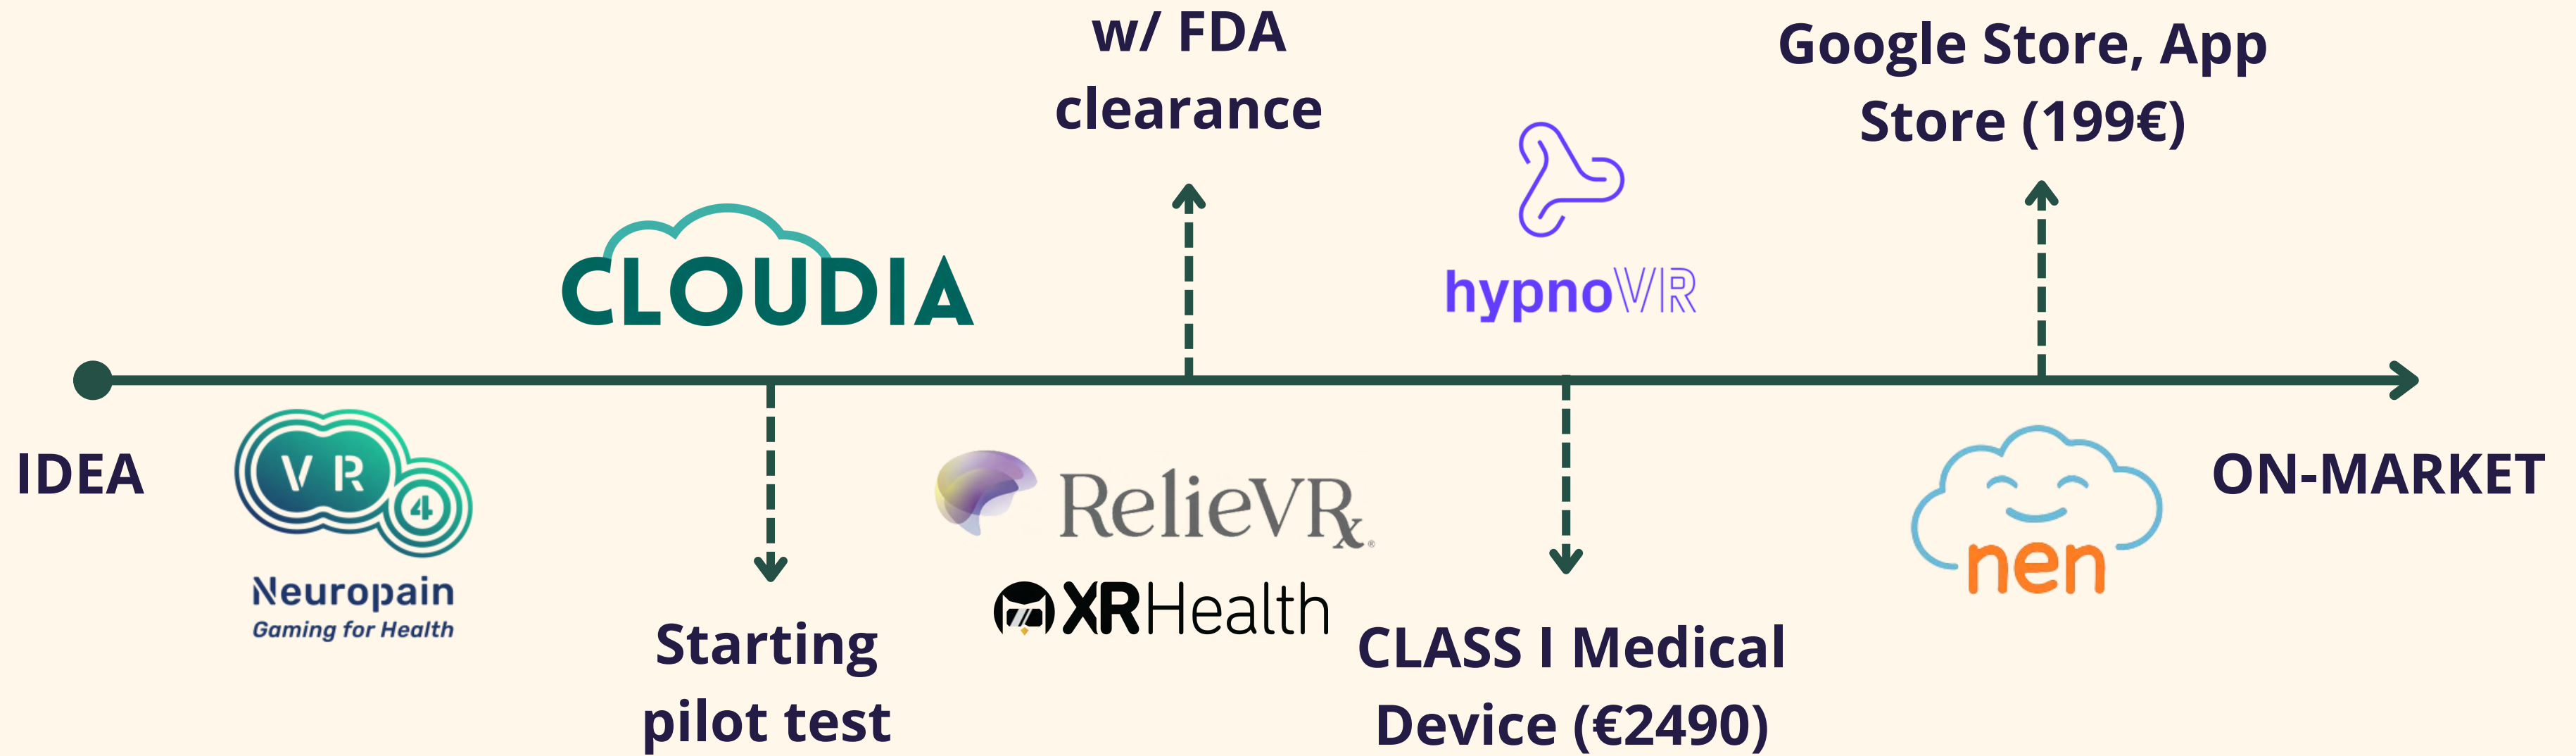 w/ FDA
clearance
Google Store, App
Store (199€)
CLOUDIA
hypnoVR
IDEA
VR
4
Neuropain
Gaming for Health
RelieVRx®
XRHealth
nen
ON-MARKET
Starting
pilot test
CLASS I Medical
Device (€2490)